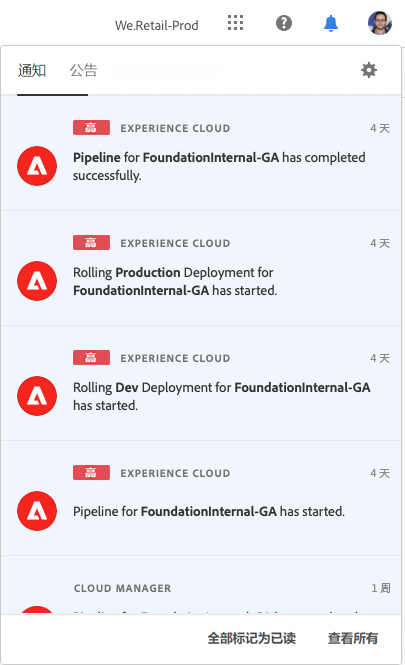 We.Retail-Prod
通知 公告
高 EXPERIENCE CLOUD 4 天
Pipeline for FoundationInternal-GA has completed
successfully.
高 EXPERIENCE CLOUD 4 天
Rolling Production Deployment for
FoundationInternal-GA has started.
高 EXPERIENCE CLOUD 4 天
Rolling Dev Deployment for FoundationInternal-GA
has started.
高 EXPERIENCE CLOUD 4 天
Pipeline for FoundationInternal-GA has started.
CLOUD MANAGER 1 周
全部标记为已读 查看所有